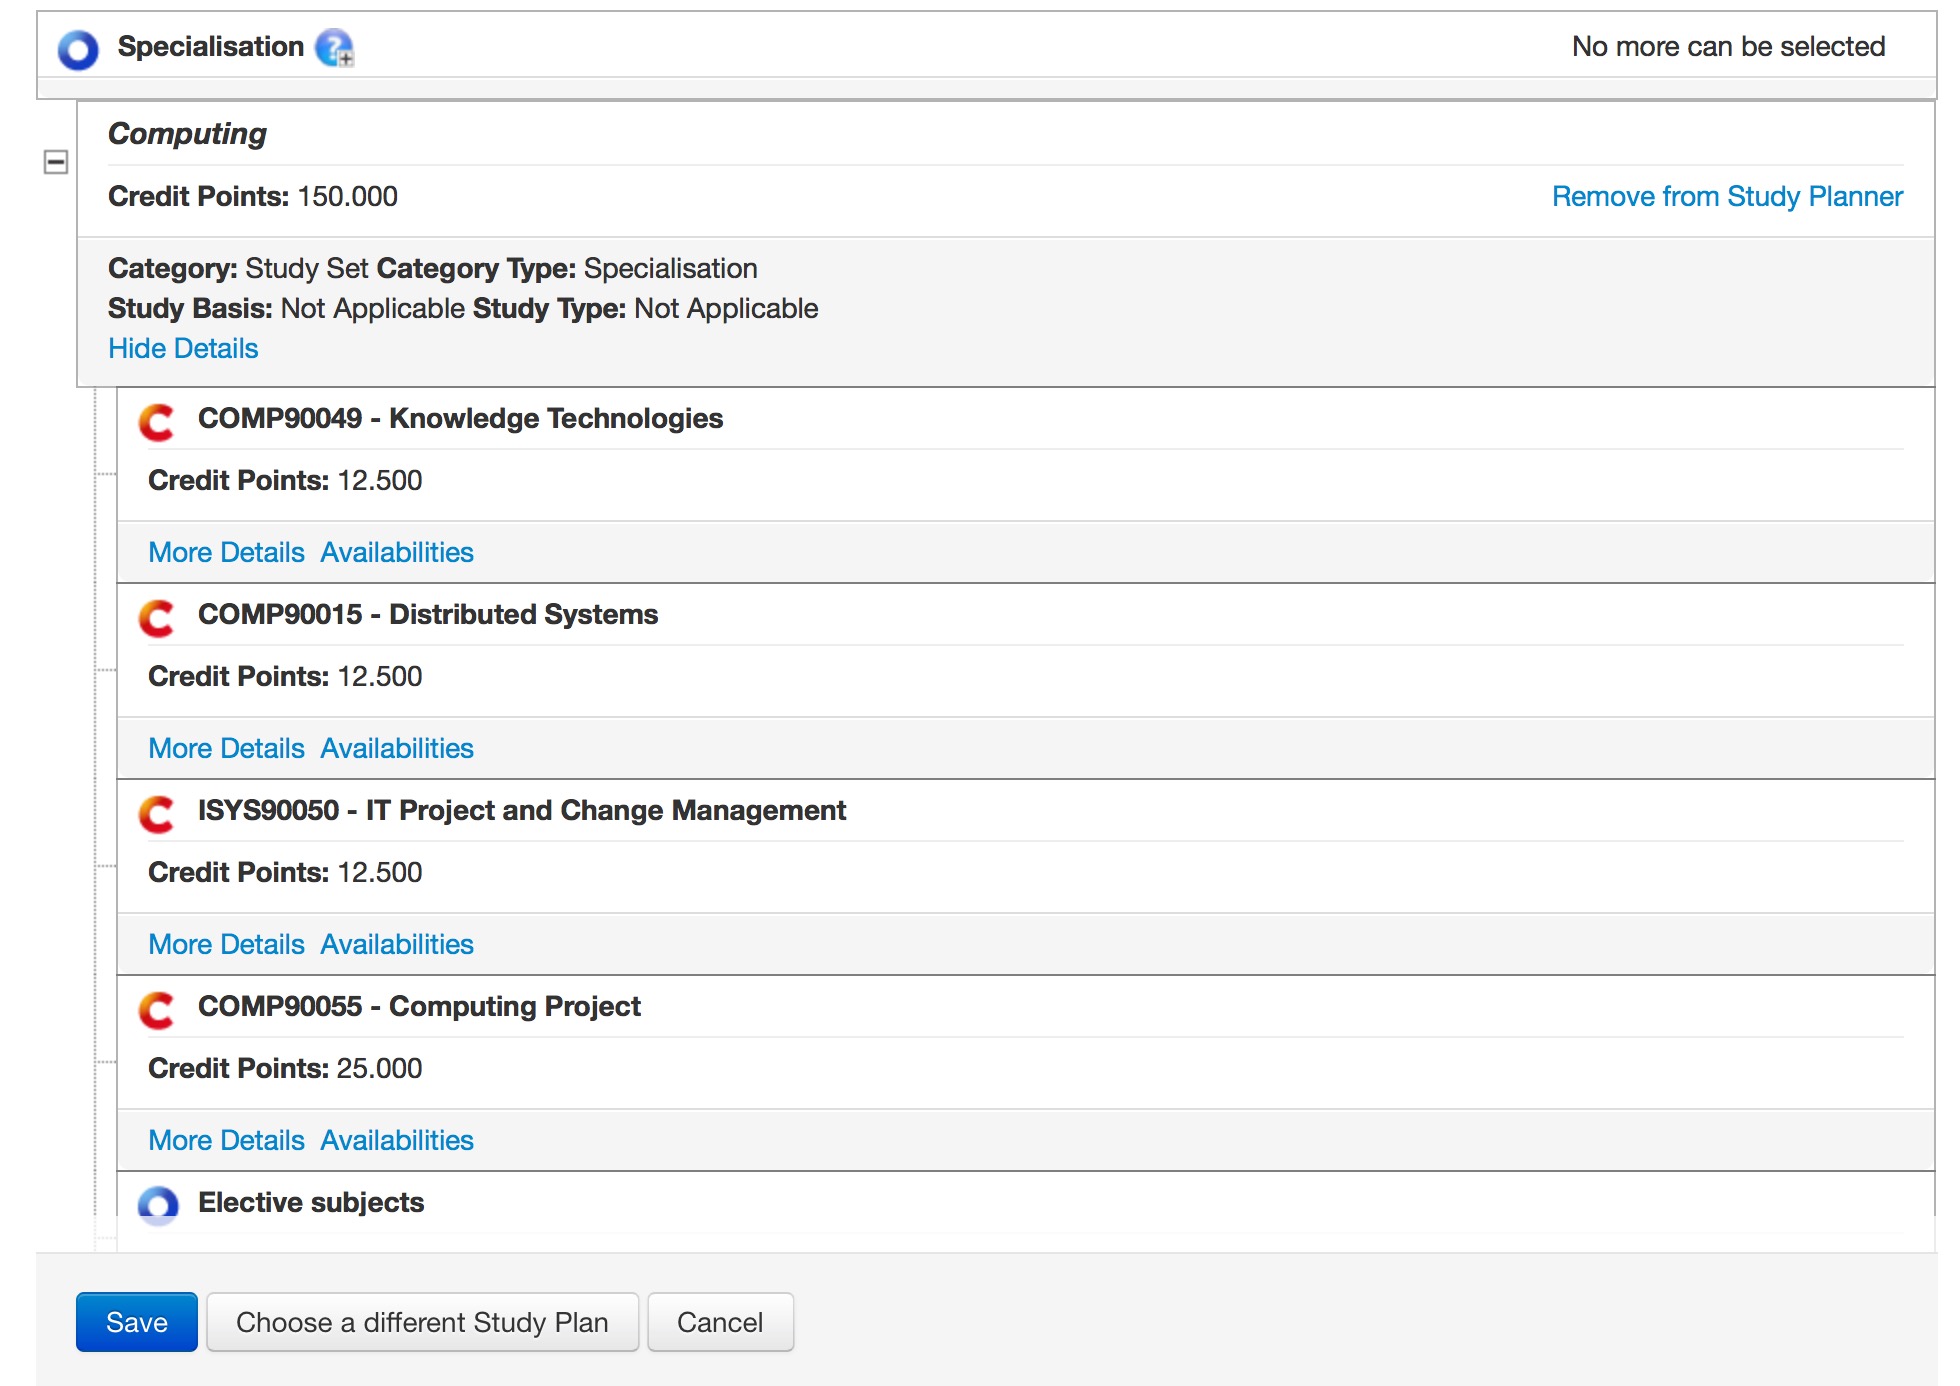 Specialisation No more can be selected
Computing
Credit Points: 150.000 Remove from Study Planner
Category: Study Set Category Type: Specialisation
Study Basis: Not Applicable Study Type: Not Applicable
Hide Details
COMP90049 - Knowledge Technologies
Credit Points: 12.500
More Details Availabilities
COMP90015 - Distributed Systems
Credit Points: 12.500
More Details Availabilities
ISYS90050 - IT Project and Change Management
Credit Points: 12.500
More Details Availabilities
COMP90055 - Computing Project
Credit Points: 25.000
More Details Availabilities
Elective subjects
Save Choose a different Study Plan Cancel